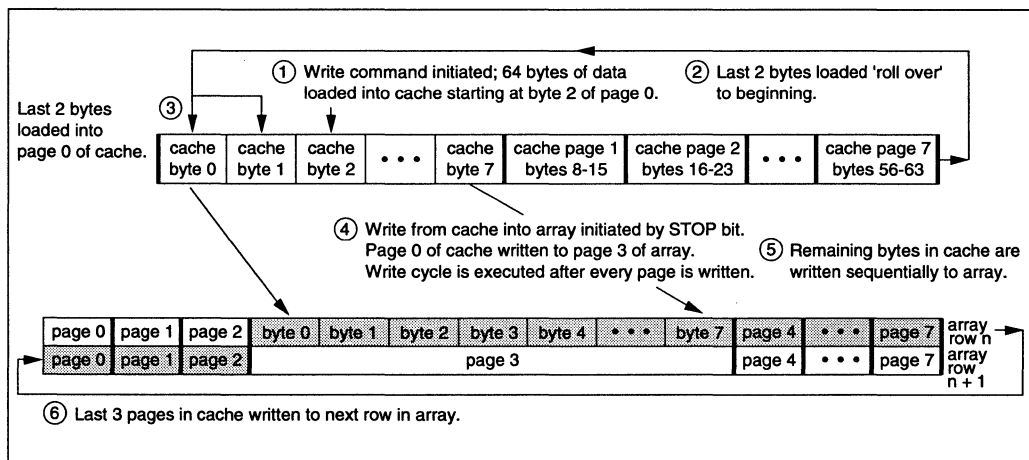 ① Write command initiated; 64 bytes of data
loaded into cache starting at byte 2 of page 0.
② Last 2 bytes loaded 'roll over'
to beginning.
Last 2 bytes
loaded into
page 0 of cache.
③
cache byte 0
cache byte 1
cache byte 2
• • •
cache byte 7
cache page 1 bytes 8-15
cache page 2 bytes 16-23
• • •
cache page 7 bytes 56-63
④ Write from cache into array initiated by STOP bit.
Page 0 of cache written to page 3 of array.
Write cycle is executed after every page is written.
⑤ Remaining bytes in cache are
written sequentially to array.
page 0 page 1 page 2 byte 0 byte 1 byte 2 byte 3 byte 4 • • • byte 7 page 4 • • • page 7 array row n
page 0 page 1 page 2 page 3 page 4 • • • page 7 array row n + 1
⑥ Last 3 pages in cache written to next row in array.